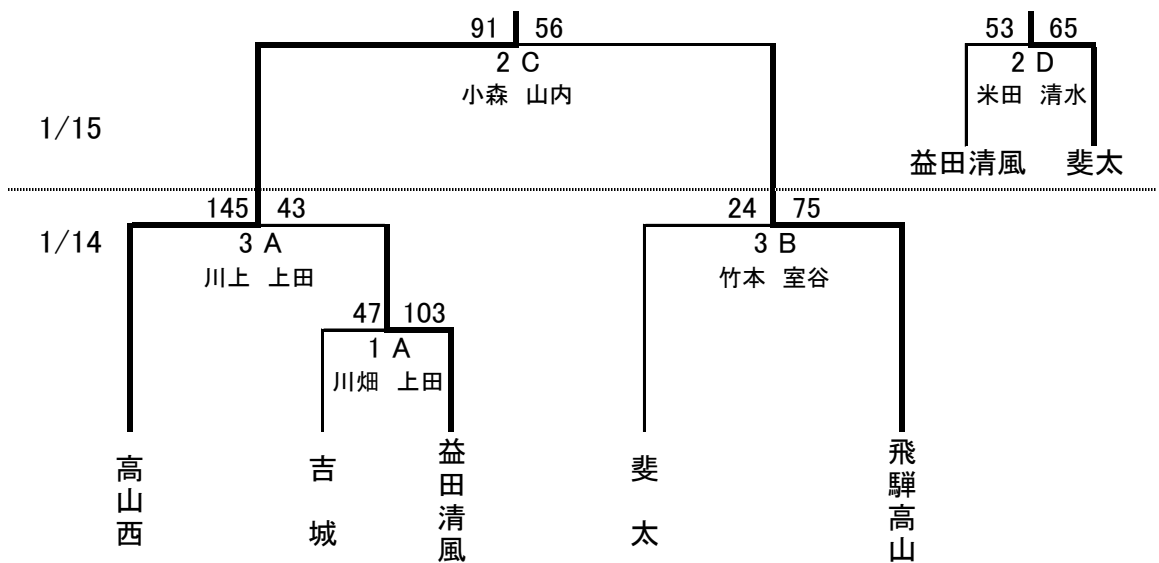 91 56
2 C
小森 山内
53 65
2 D
米田 清水
益田清風 斐太
1/15
1/14
145 43
3 A
川上 上田
24 75
3 B
竹本 室谷
47 103
1 A
川畑 上田
高山西
吉城
益田清風
斐太
飛騨高山